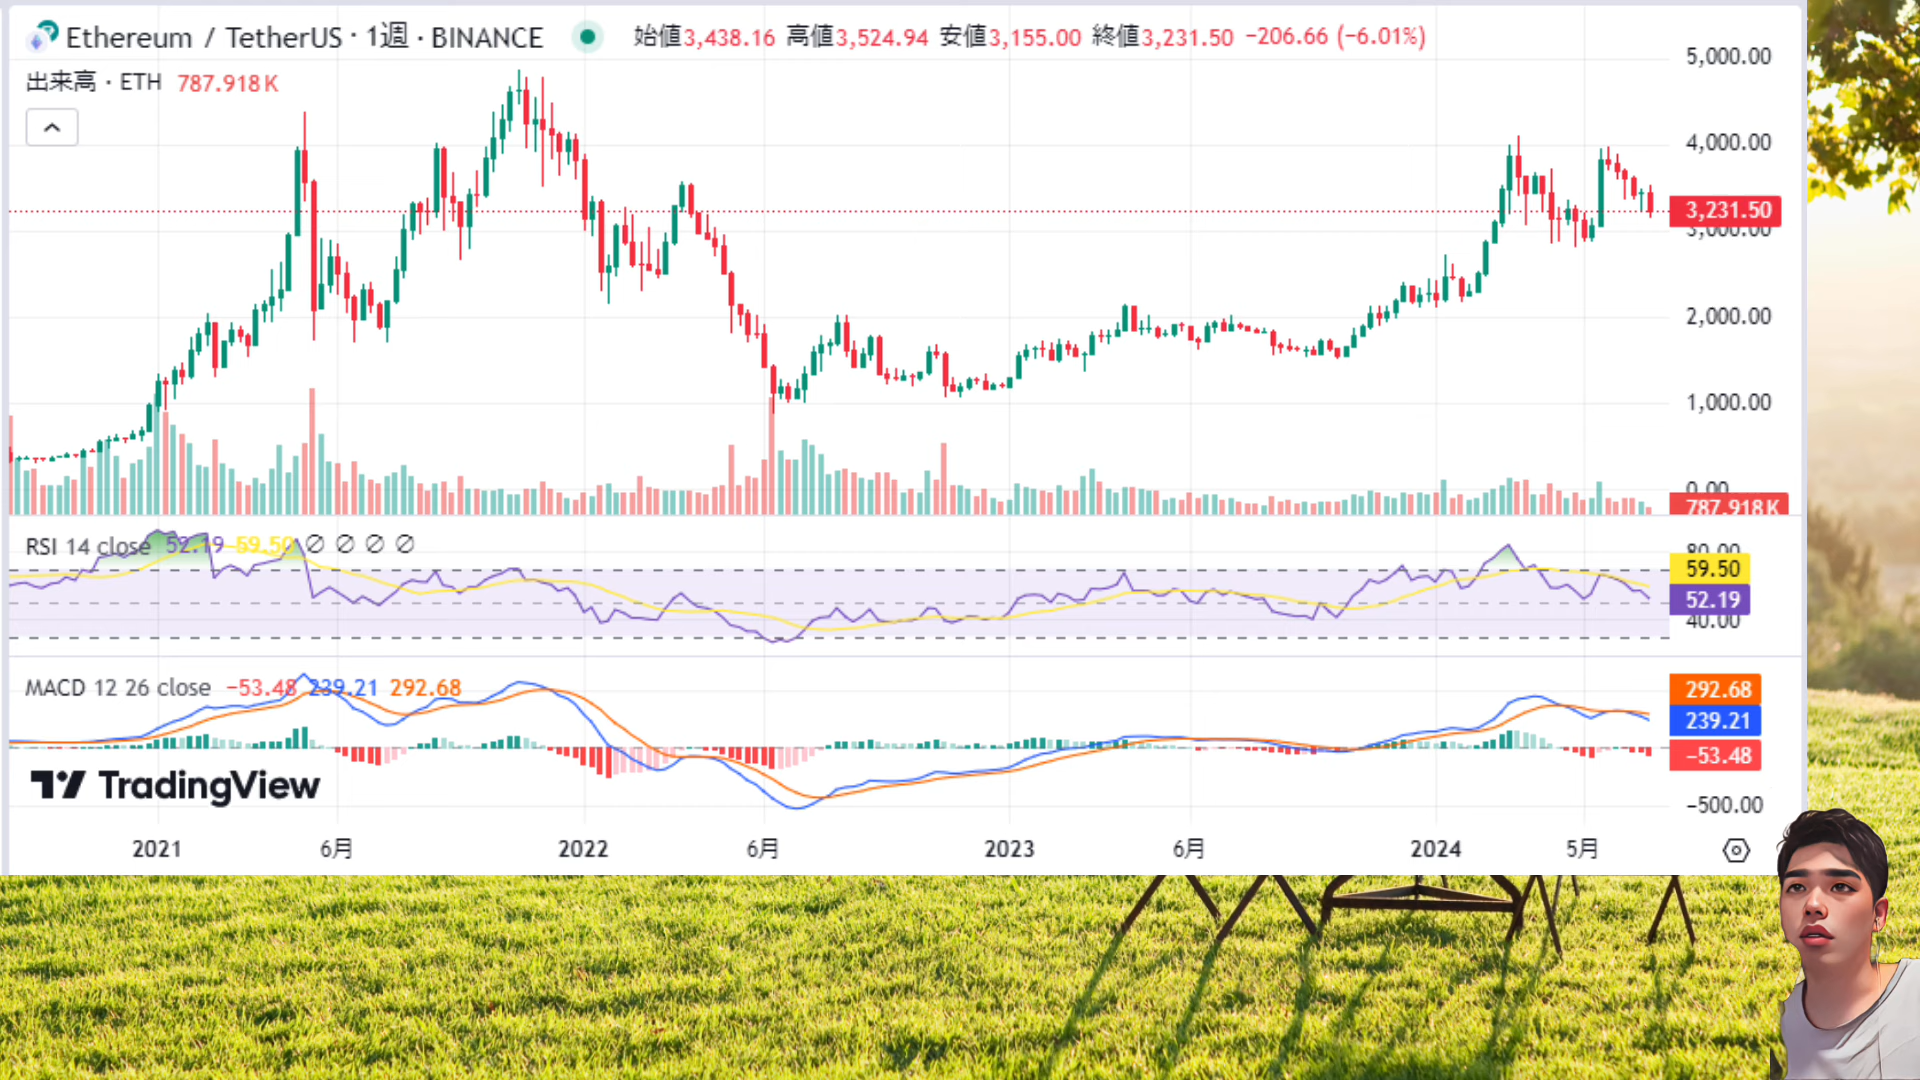 Ethereum / TetherUS · 1週 · BINANCE 始値3,438.16 高値3,524.94 安値3,155.00 終値3,231.50 −206.66 (−6.01%)
出来高 · ETH 787.918 K
5,000.00
4,000.00
3,231.50
3,000.00
2,000.00
1,000.00
0.00
787.918 K
RSI 14 close 52.19 59.50 ∅ ∅ ∅ ∅
80.00
59.50
52.19
40.00
MACD 12 26 close −53.48 239.21 292.68
292.68
239.21
−53.48
−500.00
TradingView
2021 6月 2022 6月 2023 6月 2024 5月